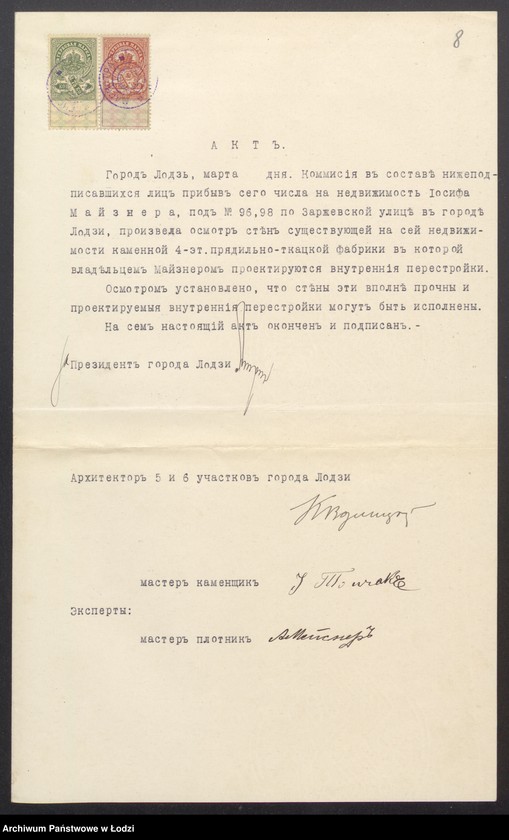 8
А К Т Ъ.
Городъ Лодзь, марта дня. Коммисія въ составѣ нижепод-
писавшихся лицъ прибывъ сего числа на недвижимость Іосифа
М а й з н е р а, подъ № 96,98 по Заржевской улицѣ въ городѣ
Лодзи, произвела осмотръ стѣнъ существующей на сей недвижи-
мости каменной 4-эт.прядильно-ткацкой фабрики въ которой
владѣльцемъ Майзнеромъ проектируются внутреннія перестройки.
Осмотромъ установлено, что стѣны эти вполнѣ прочны и
проектируемыя внутреннія перестройки могутъ быть исполнены.
На семъ настоящій актъ оконченъ и подписанъ.-
За Президентъ города Лодзи
Архитекторъ 5 и 6 участковъ города Лодзи
мастеръ каменщикъ
Эксперты:
мастеръ плотникъ А Мейснеръ
Archiwum Państwowe w Łodzi